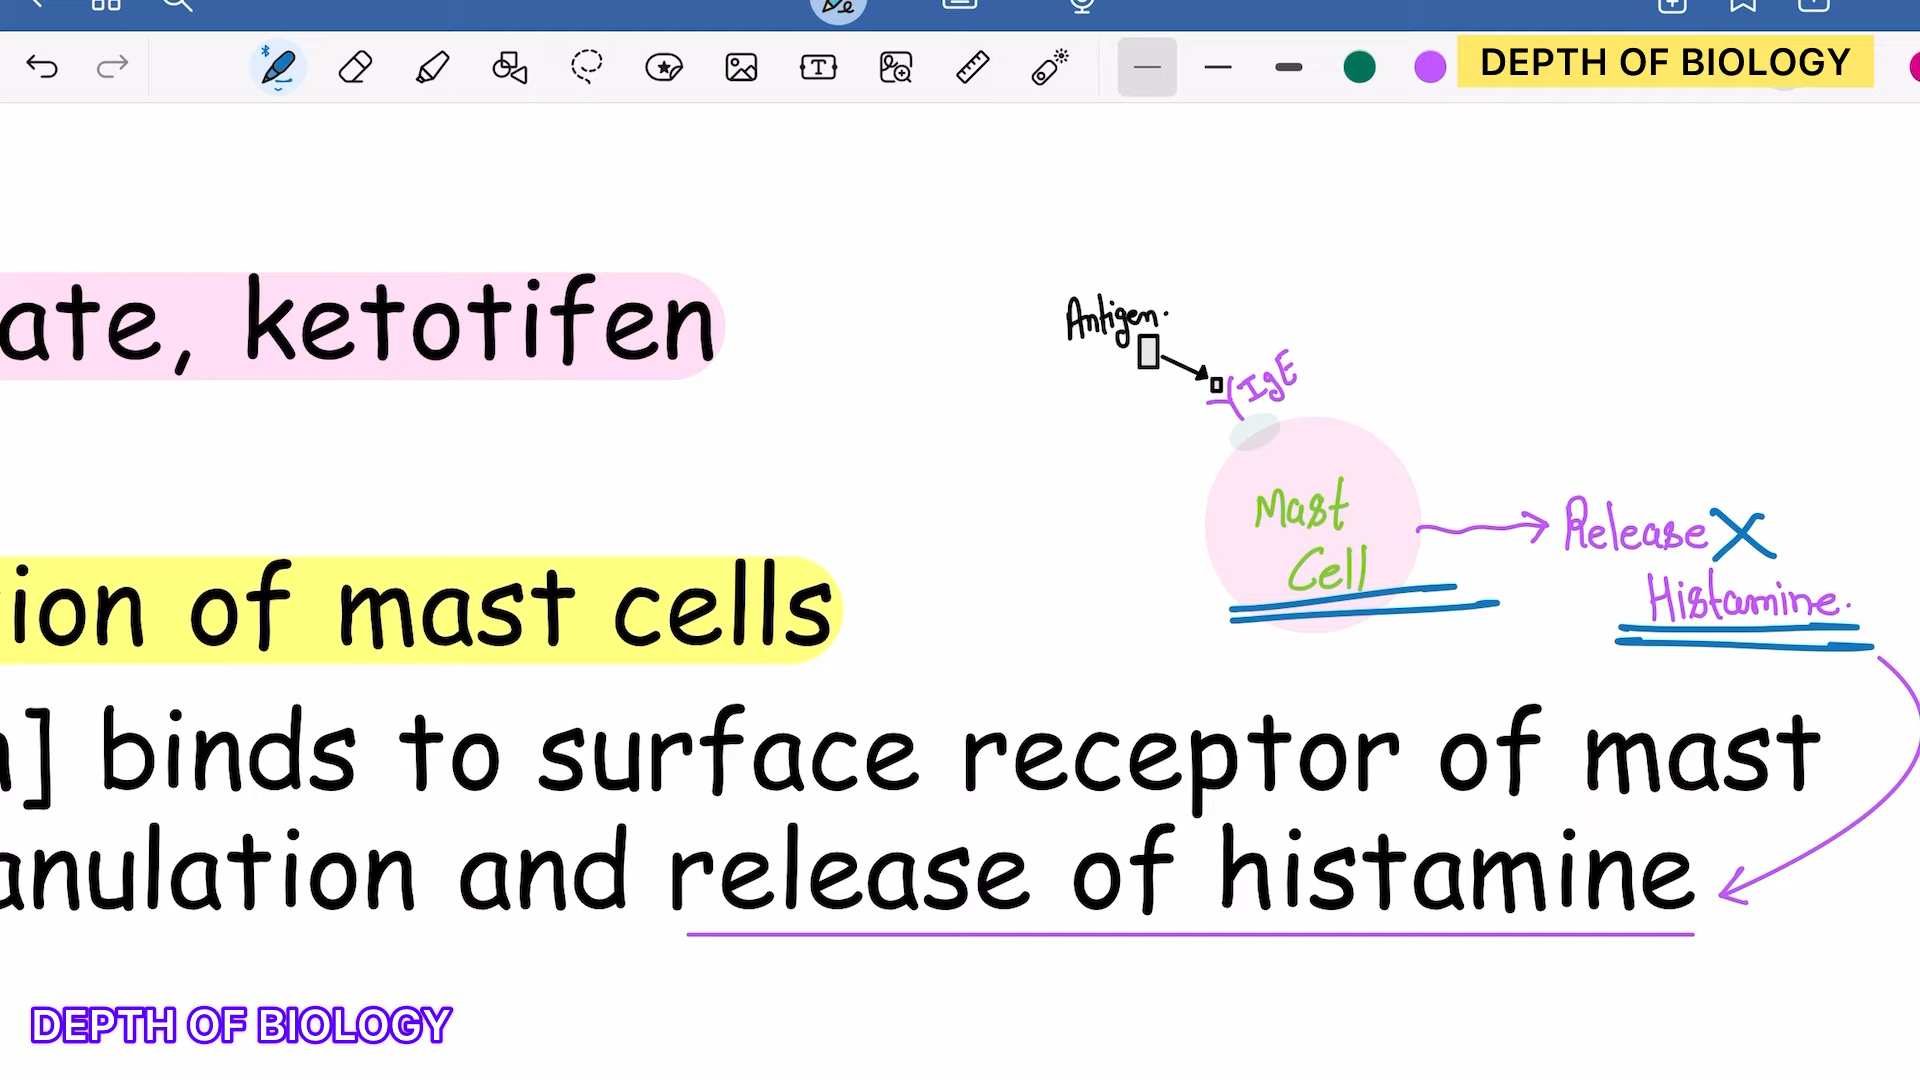 DEPTH OF BIOLOGY
ate, ketotifen
Antigen.
IgE
Mast
Cell
Release X
Histamine.
ion of mast cells
] binds to surface receptor of mast
anulation and release of histamine
DEPTH OF BIOLOGY